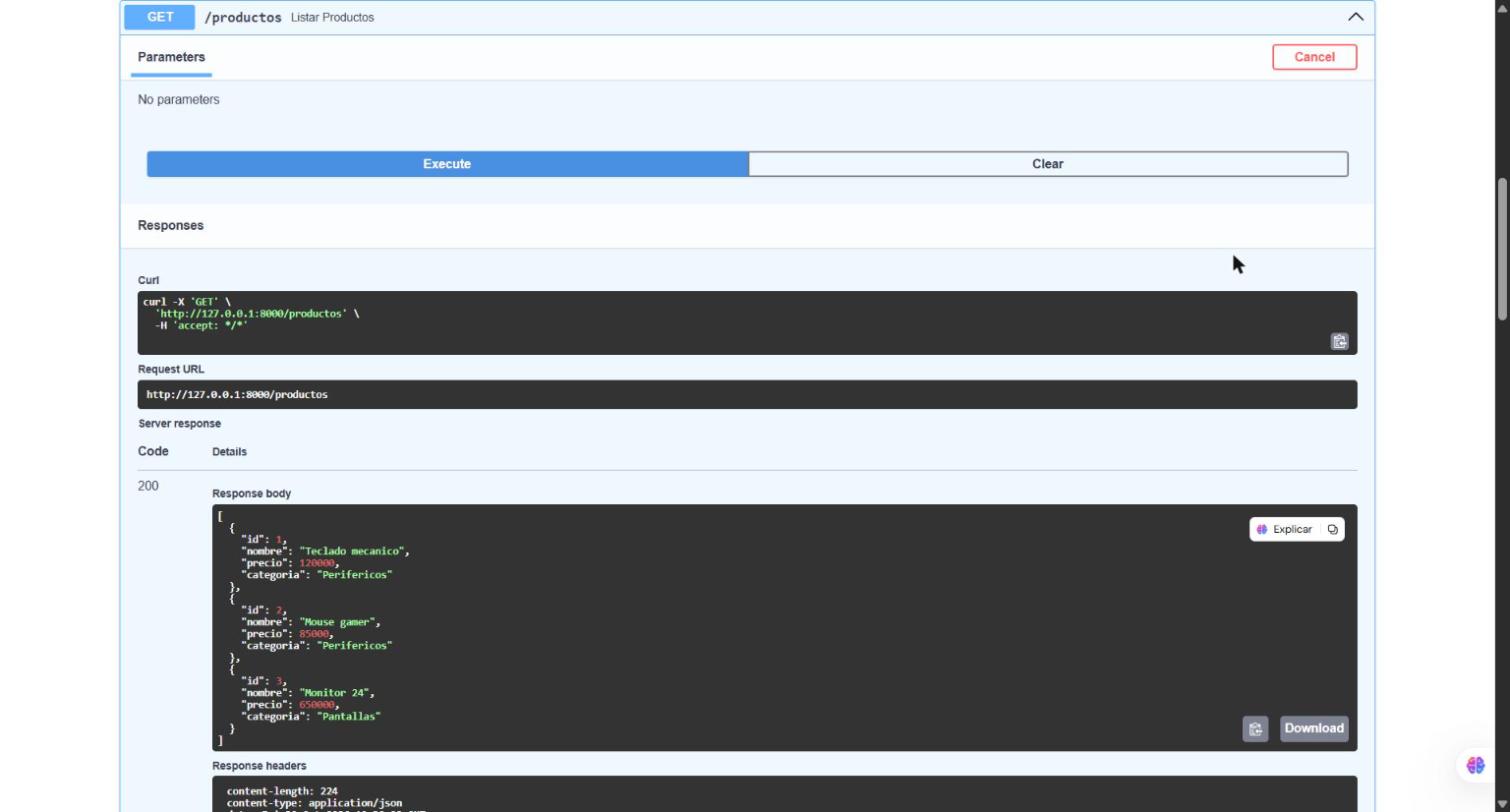 GET /productos Listar Productos
Parameters
Cancel
No parameters
Execute
Clear
Responses
Curl
curl -X 'GET' \
'http://127.0.0.1:8000/productos' \
-H 'accept: */*'
Request URL
http://127.0.0.1:8000/productos
Server response
Code Details
200
Response body
[
{
"id": 1,
"nombre": "Teclado mecanico",
"precio": 120000,
"categoria": "Perifericos"
},
{
"id": 2,
"nombre": "Mouse gamer",
"precio": 85000,
"categoria": "Perifericos"
},
{
"id": 3,
"nombre": "Monitor 24",
"precio": 650000,
"categoria": "Pantallas"
}
]
Explicar
Download
Response headers
content-length: 224
content-type: application/json